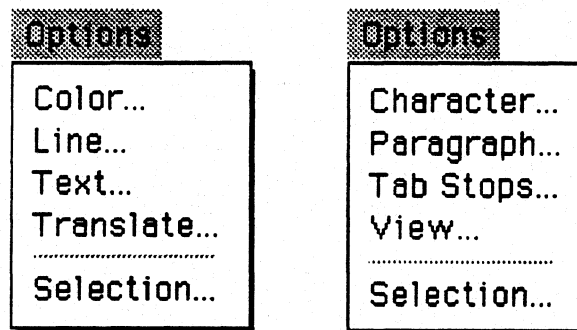 Options
Color...
Line...
Text...
Translate...
Selection...
Options
Character...
Paragraph...
Tab Stops...
View...
Selection...